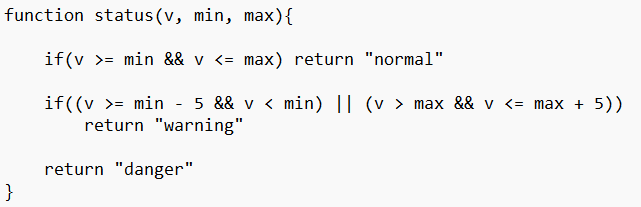 function status(v, min, max){
if(v >= min && v <= max) return "normal"
if((v >= min - 5 && v < min) || (v > max && v <= max + 5))
return "warning"
return "danger"
}